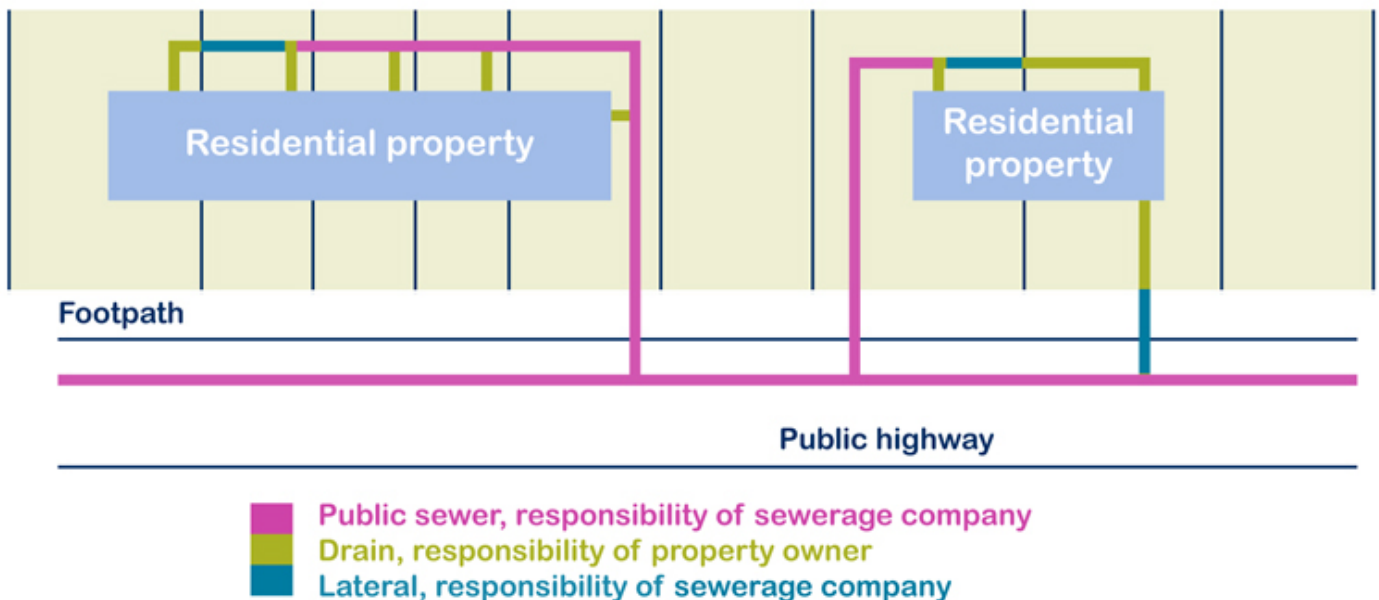 Residential property
Residential
property
Footpath
Public highway
Public sewer, responsibility of sewerage company
Drain, responsibility of property owner
Lateral, responsibility of sewerage company